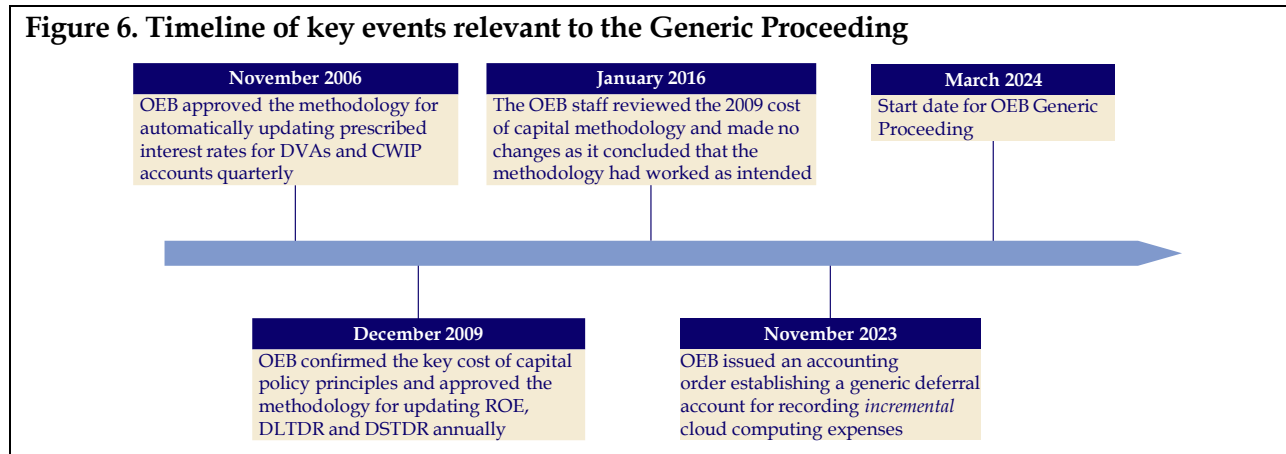 Figure 6. Timeline of key events relevant to the Generic Proceeding
November 2006
OEB approved the methodology for
automatically updating prescribed
interest rates for DVAs and CWIP
accounts quarterly
January 2016
The OEB staff reviewed the 2009 cost
of capital methodology and made no
changes as it concluded that the
methodology had worked as intended
March 2024
Start date for OEB Generic
Proceeding
December 2009
OEB confirmed the key cost of capital
policy principles and approved the
methodology for updating ROE,
DLTDR and DSTDR annually
November 2023
OEB issued an accounting
order establishing a generic deferral
account for recording incremental
cloud computing expenses